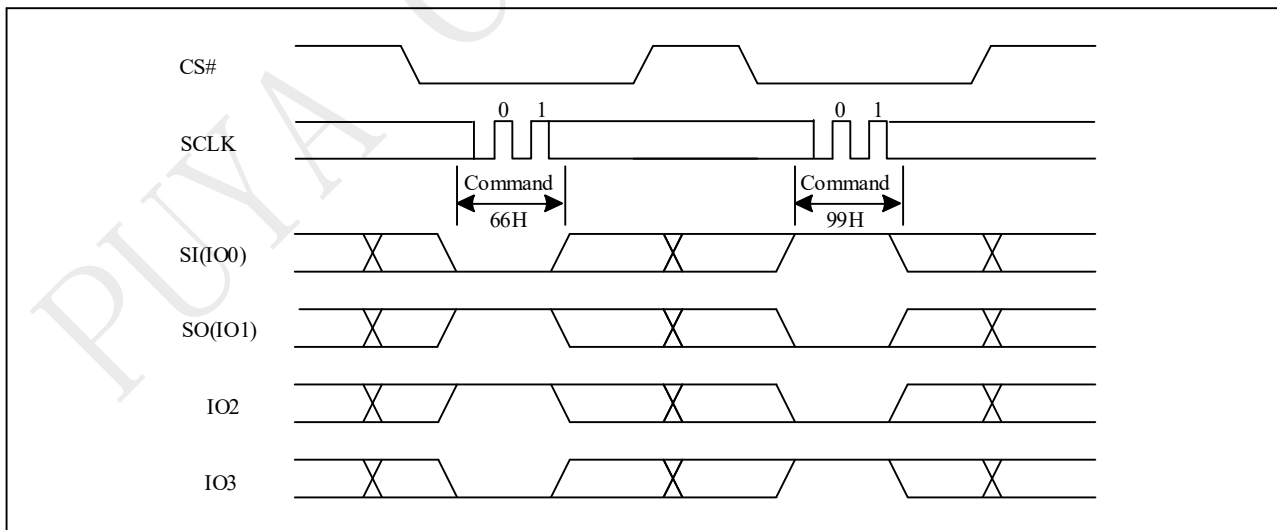 PUYA
CS#
0 1 0 1
SCLK
Command Command
66H 99H
SI(IO0)
SO(IO1)
IO2
IO3